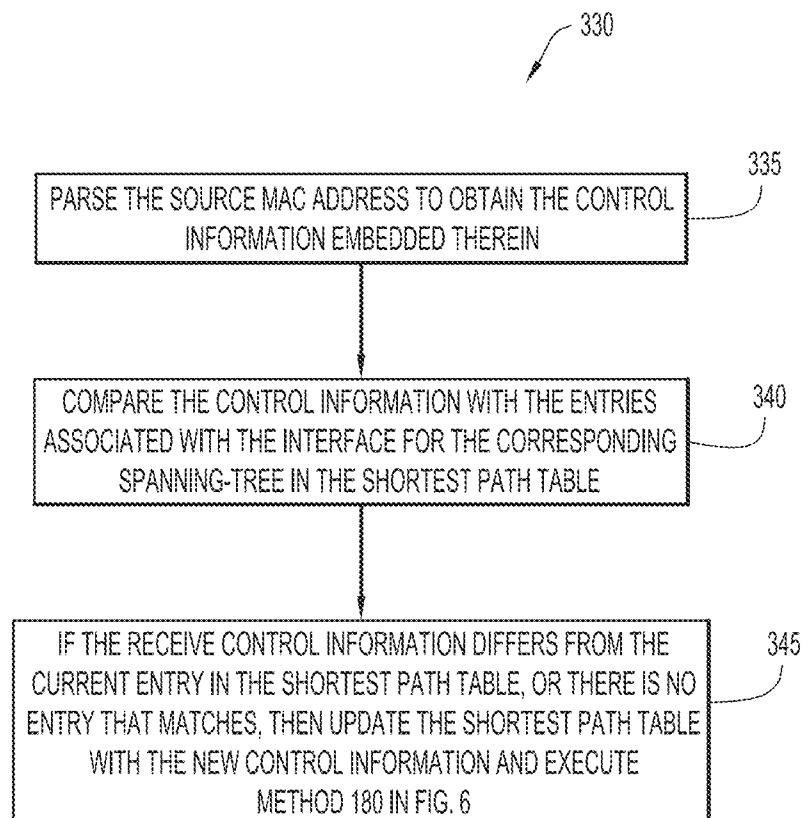 330
335
PARSE THE SOURCE MAC ADDRESS TO OBTAIN THE CONTROL
INFORMATION EMBEDDED THEREIN
340
COMPARE THE CONTROL INFORMATION WITH THE ENTRIES
ASSOCIATED WITH THE INTERFACE FOR THE CORRESPONDING
SPANNING-TREE IN THE SHORTEST PATH TABLE
345
IF THE RECEIVE CONTROL INFORMATION DIFFERS FROM THE
CURRENT ENTRY IN THE SHORTEST PATH TABLE, OR THERE IS NO
ENTRY THAT MATCHES, THEN UPDATE THE SHORTEST PATH TABLE
WITH THE NEW CONTROL INFORMATION AND EXECUTE
METHOD 180 IN FIG. 6